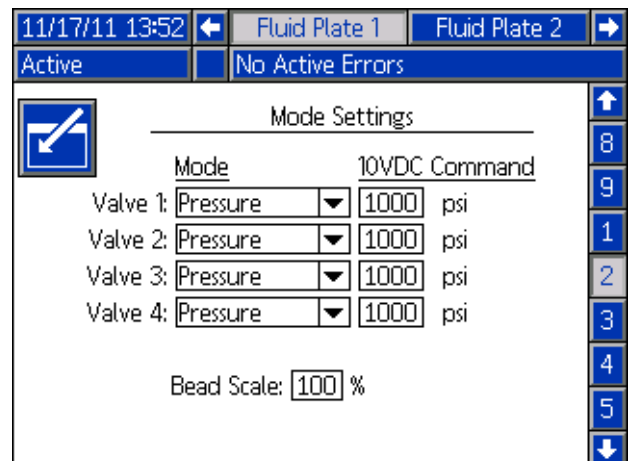 11/17/11 13:52 Fluid Plate 1 Fluid Plate 2
Active No Active Errors
Mode Settings
Mode 10VDC Command
Valve 1: Pressure 1000 psi
Valve 2: Pressure 1000 psi
Valve 3: Pressure 1000 psi
Valve 4: Pressure 1000 psi
Bead Scale: 100 %
8
9
1
2
3
4
5